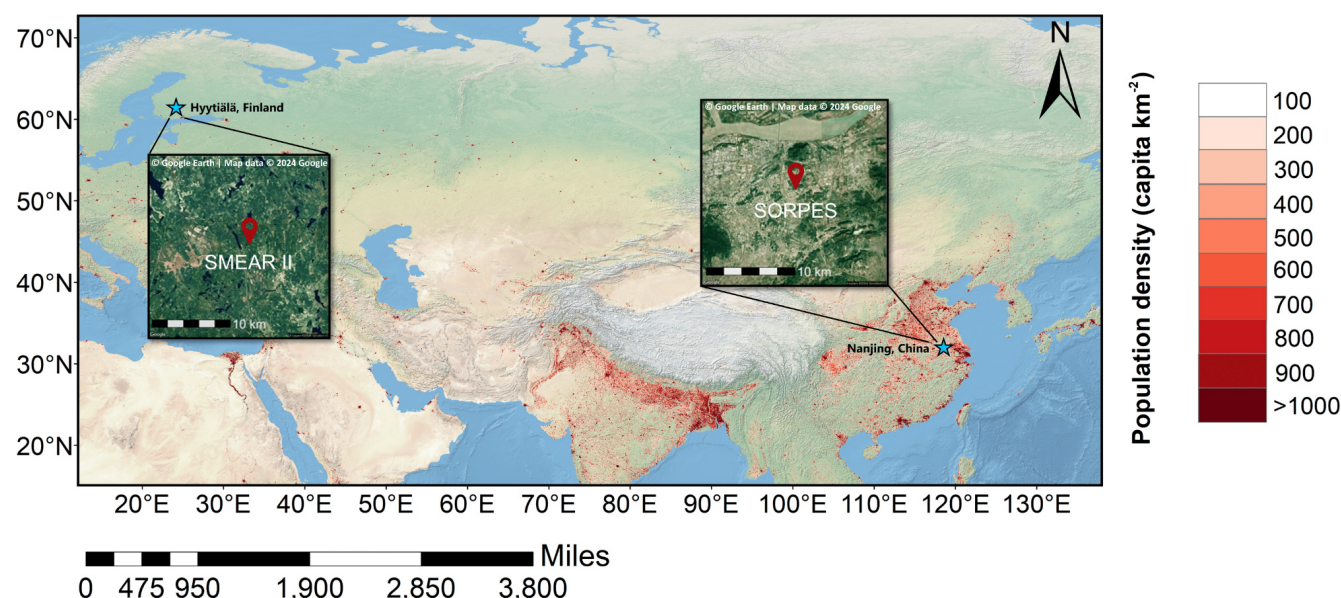 70°N
60°N
50°N
40°N
30°N
20°N
20°E 30°E 40°E 50°E 60°E 70°E 80°E 90°E 100°E 110°E 120°E 130°E
N
Hyytiälä, Finland
© Google Earth | Map data © 2024 Google
SMEAR II
10 km
© Google Earth | Map data © 2024 Google
SORPES
10 km
Nanjing, China
Population density (capita km-2)
100
200
300
400
500
600
700
800
900
>1000
Miles
0 475 950 1.900 2.850 3.800